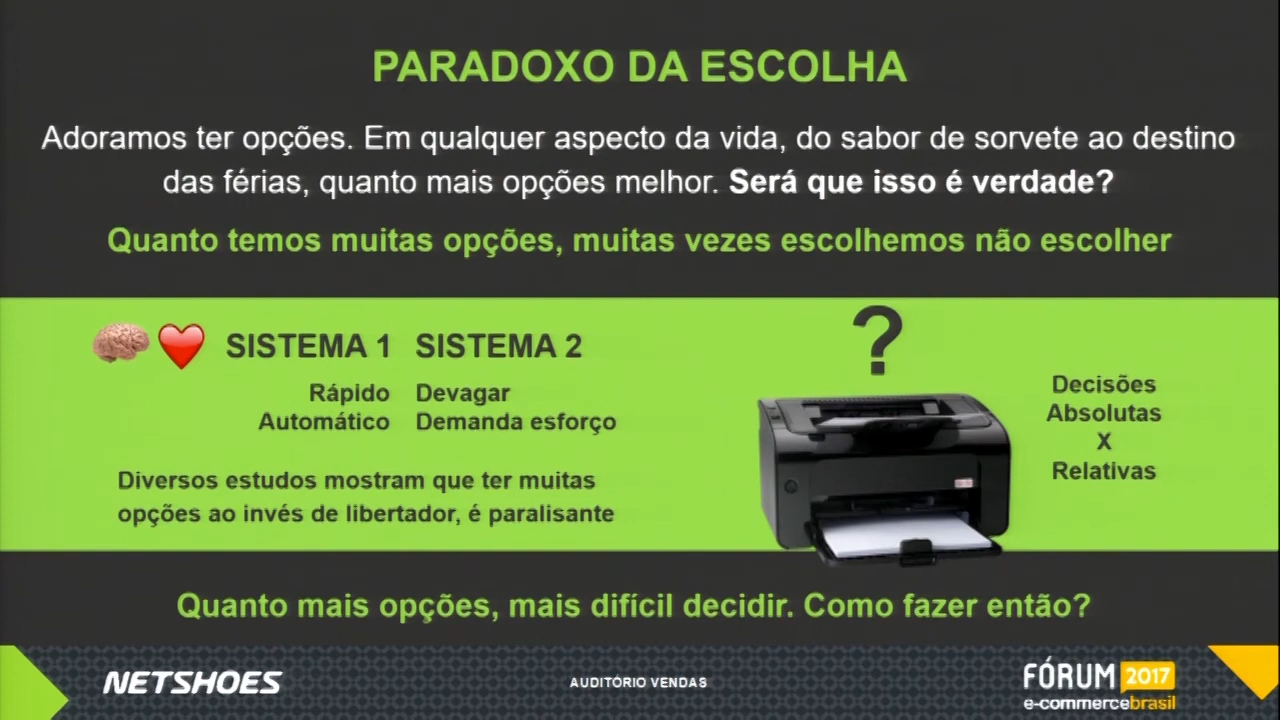 PARADOXO DA ESCOLHA
Adoramos ter opções. Em qualquer aspecto da vida, do sabor de sorvete ao destino
das férias, quanto mais opções melhor. Será que isso é verdade?
Quanto temos muitas opções, muitas vezes escolhemos não escolher
SISTEMA 1 SISTEMA 2
Rápido Devagar
Automático Demanda esforço
Diversos estudos mostram que ter muitas
opções ao invés de libertador, é paralisante
?
Decisões
Absolutas
X
Relativas
Quanto mais opções, mais difícil decidir. Como fazer então?
NETSHOES
AUDITÓRIO VENDAS
FÓRUM 2017
e-commercebrasil